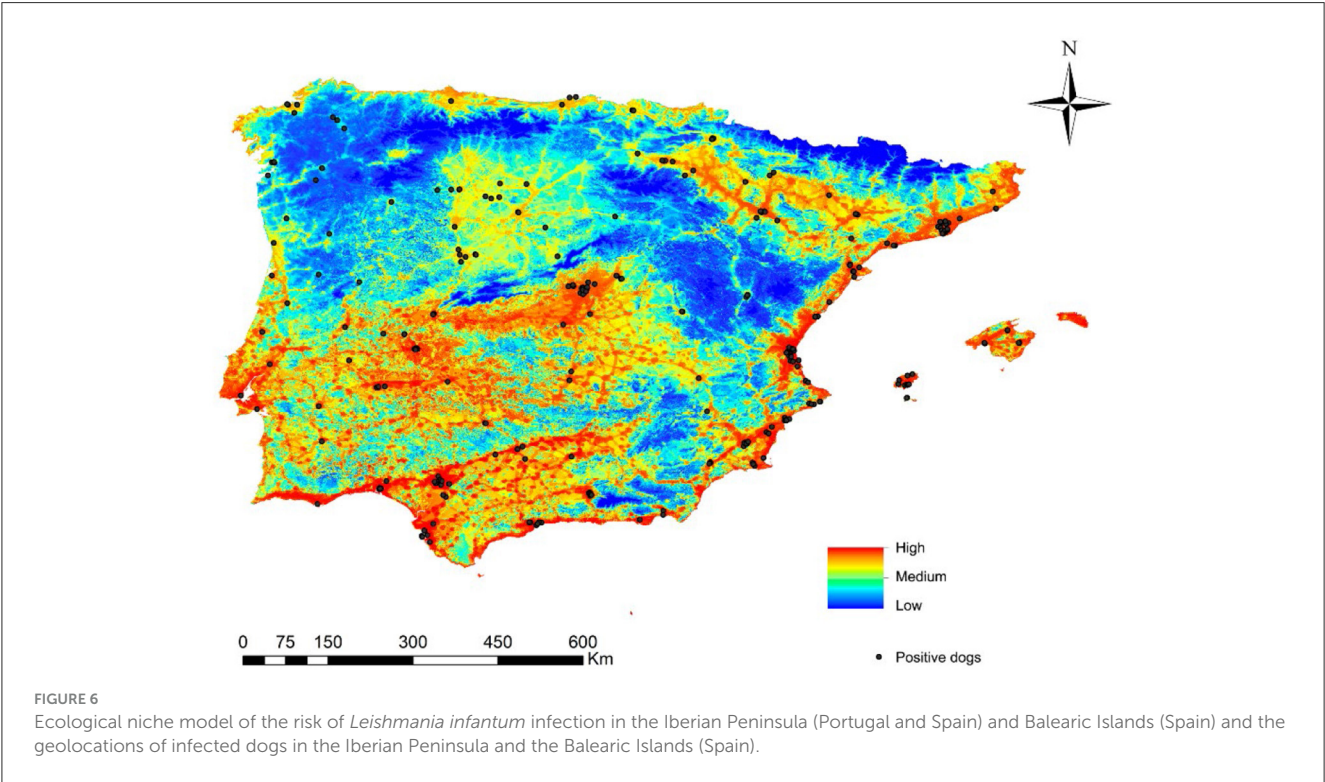 N
High
Medium
Low
0 75 150 300 450 600
Km
Positive dogs
FIGURE 6
Ecological niche model of the risk of Leishmania infantum infection in the Iberian Peninsula (Portugal and Spain) and Balearic Islands (Spain) and the
geolocations of infected dogs in the Iberian Peninsula and the Balearic Islands (Spain).